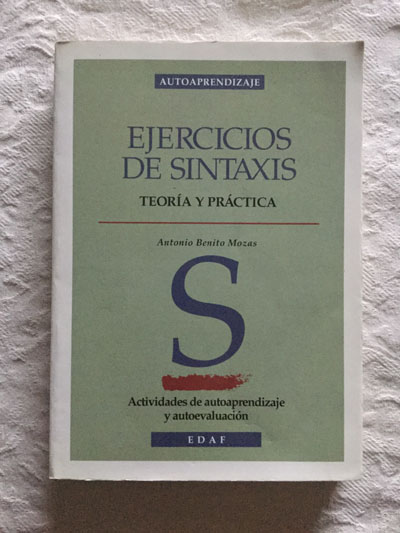 AUTOAPRENDIZAJE
EJERCICIOS
DE SINTAXIS
TEORÍA Y PRÁCTICA
Antonio Benito Mozas
S
Actividades de autoaprendizaje
y autoevaluación
EDAF